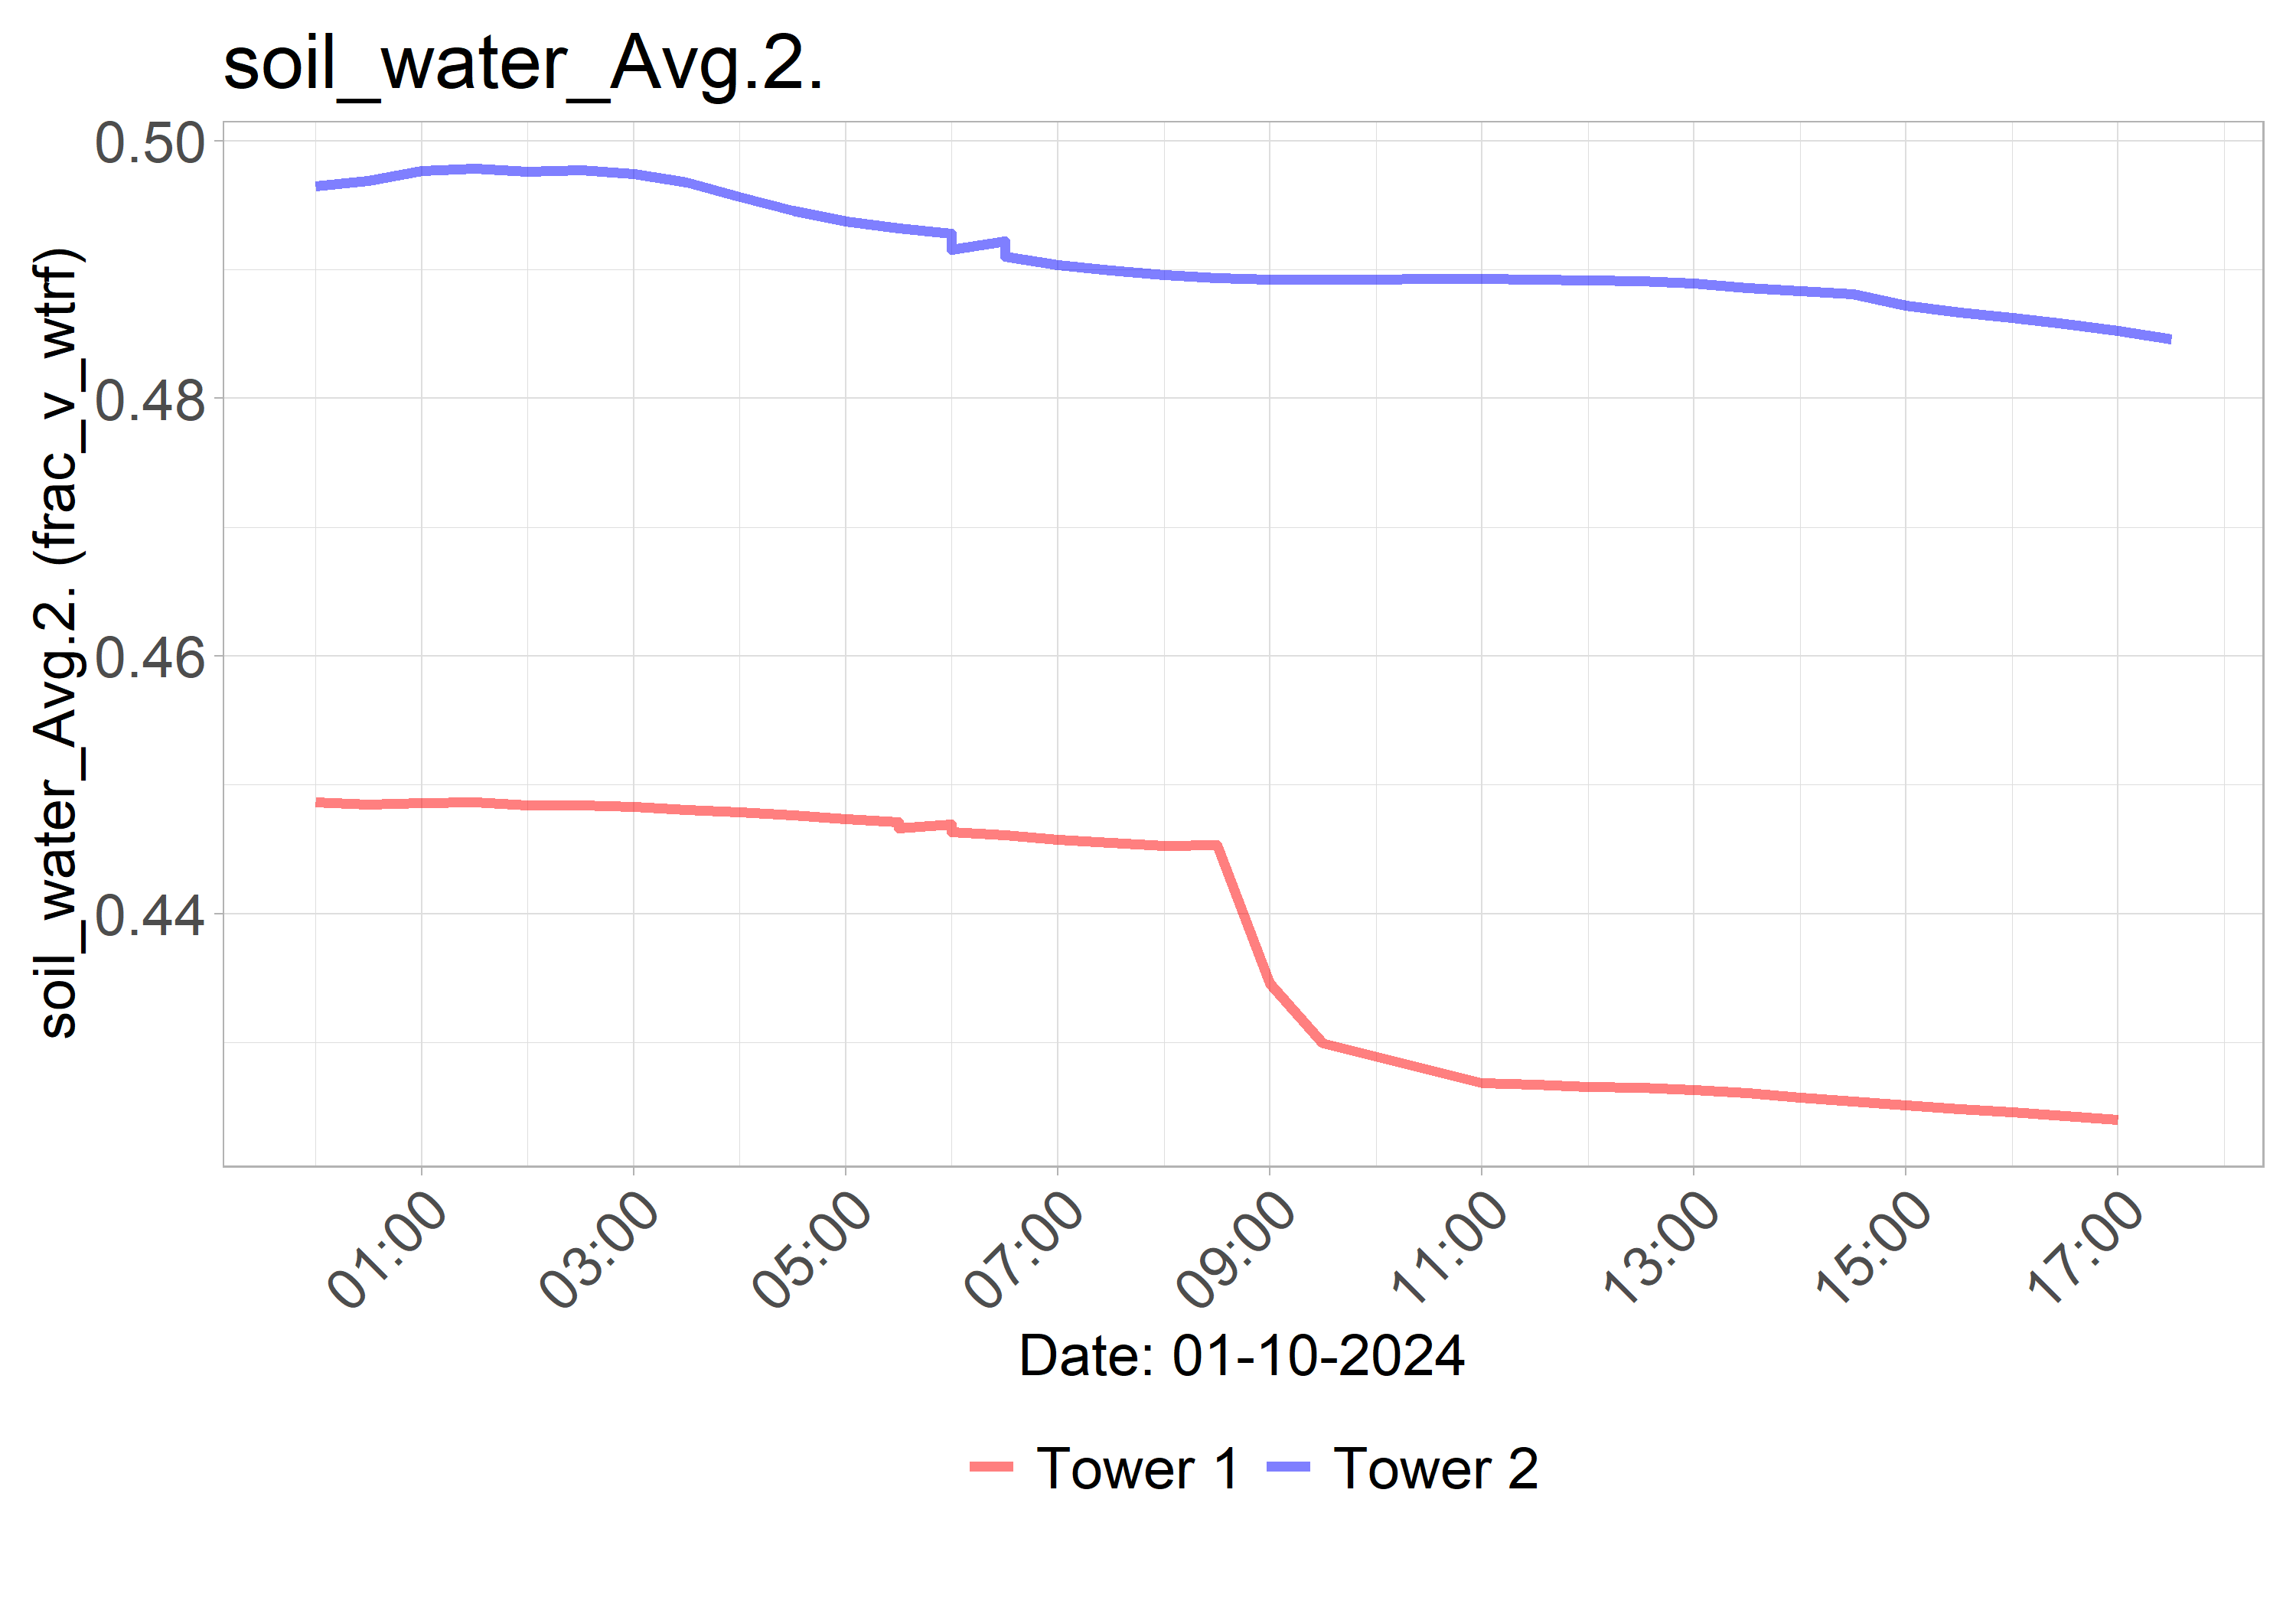 soil_water_Avg.2.
soil_water_Avg.2. (frac_v_wtrf)
0.50
0.48
0.46
0.44
01:00
03:00
05:00
07:00
09:00
11:00
13:00
15:00
17:00
Date: 01-10-2024
Tower 1
Tower 2